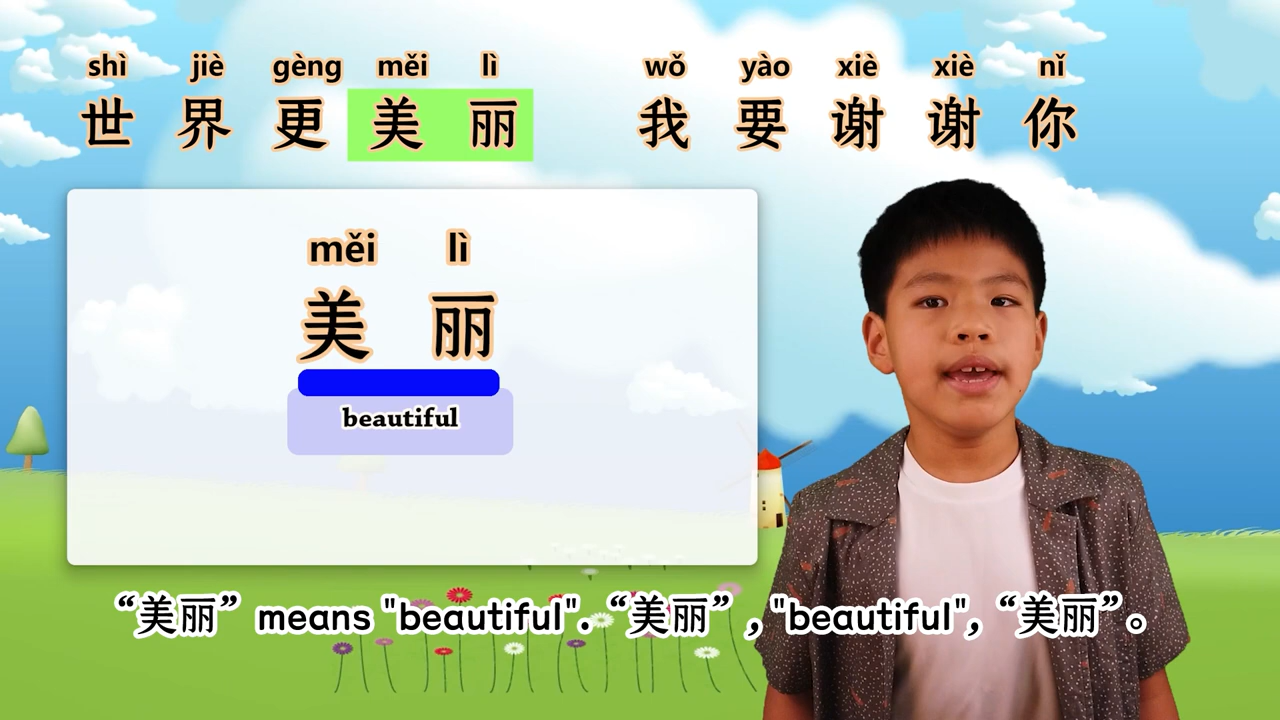 shì jiè gèng měi lì wǒ yào xiè xiè nǐ
世界更美丽 我要谢谢你
měi lì
美丽
beautiful
“美丽” means "beautiful". “美丽”, "beautiful", “美丽”。